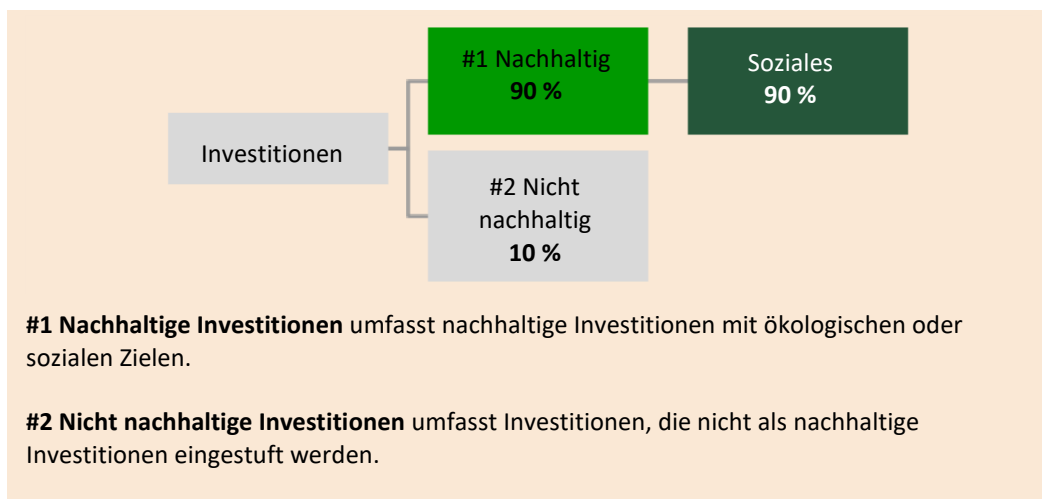 #1 Nachhaltig
90 %
Soziales
90 %
Investitionen
#2 Nicht
nachhaltig
10 %
#1 Nachhaltige Investitionen umfasst nachhaltige Investitionen mit ökologischen oder
sozialen Zielen.
#2 Nicht nachhaltige Investitionen umfasst Investitionen, die nicht als nachhaltige
Investitionen eingestuft werden.